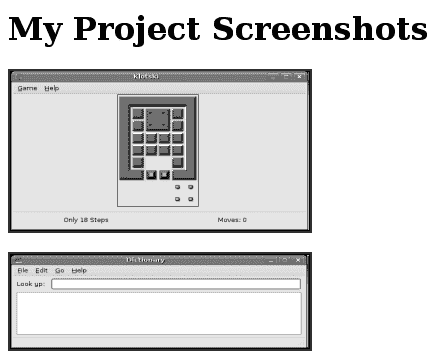 My Project Screenshots
Klotski
Game Help
Only 18 Steps Moves: 0
Dictionary
File Edit Go Help
Look up: